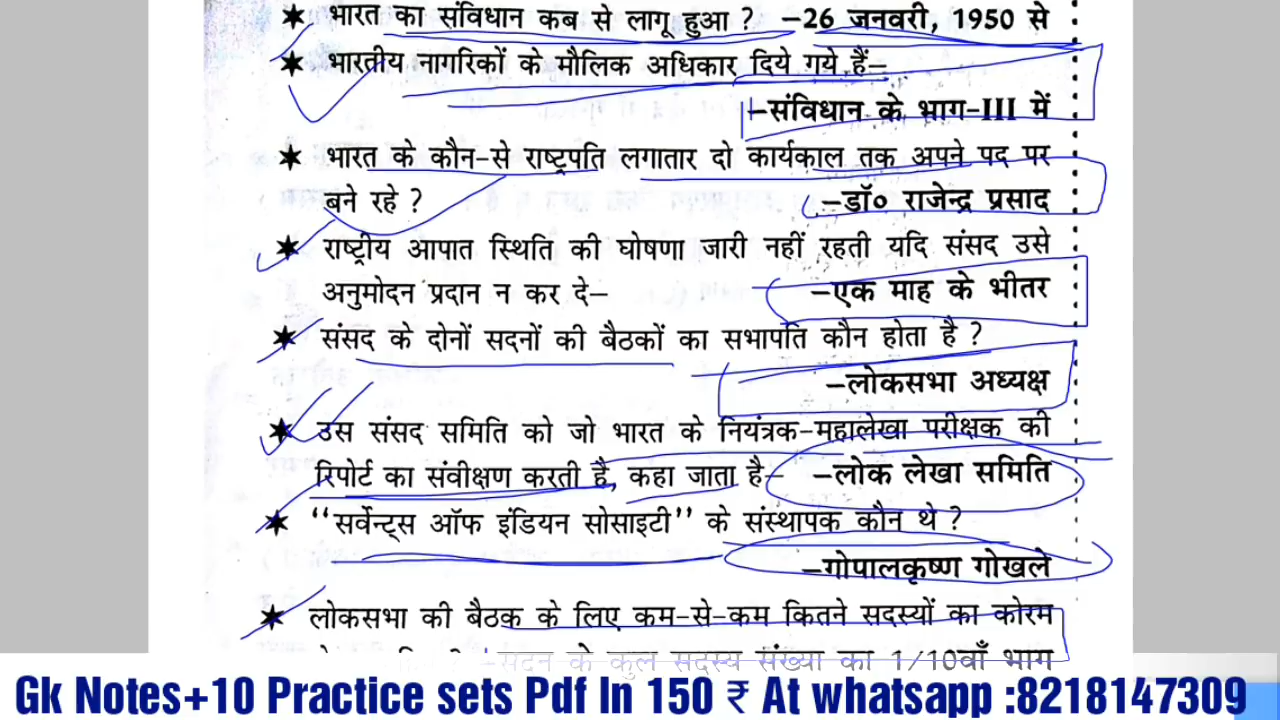 ★ भारत का संविधान कब से लागू हुआ ? –26 जनवरी, 1950 से
★ भारतीय नागरिकों के मौलिक अधिकार दिये गये हैं–
–संविधान के भाग–III में
★ भारत के कौन–से राष्ट्रपति लगातार दो कार्यकाल तक अपने पद पर
बने रहे ? –डॉ० राजेन्द्र प्रसाद
★ राष्ट्रीय आपात स्थिति की घोषणा जारी नहीं रहती यदि संसद उसे
अनुमोदन प्रदान न कर दे– –एक माह के भीतर
★ संसद के दोनों सदनों की बैठकों का सभापति कौन होता है ?
–लोकसभा अध्यक्ष
★ उस संसद समिति को जो भारत के नियंत्रक–महालेखा परीक्षक की
रिपोर्ट का संवीक्षण करती है, कहा जाता है– –लोक लेखा समिति
★ “सर्वेन्ट्स ऑफ इंडियन सोसाइटी” के संस्थापक कौन थे ?
–गोपालकृष्ण गोखले
★ लोकसभा की बैठक के लिए कम–से–कम कितने सदस्यों का कोरम
–सदन के कुल सदस्य संख्या का 1/10वाँ भाग
Gk Notes+10 Practice sets Pdf In 150 ₹ At whatsapp :8218147309